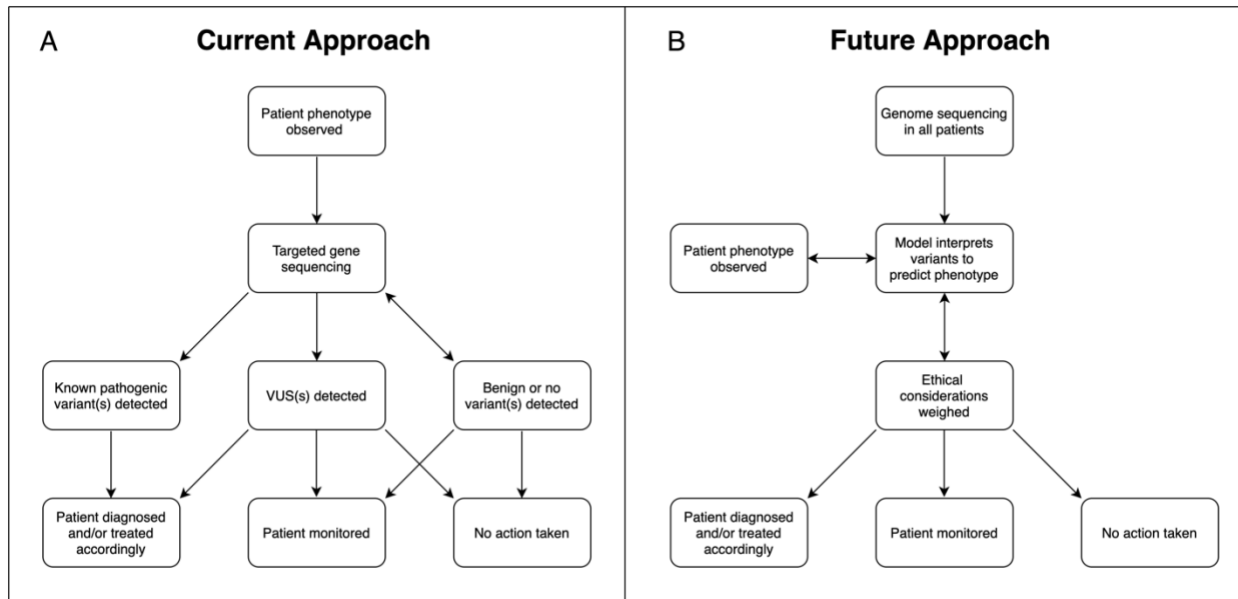 A
Current Approach
Patient phenotype
observed
Targeted gene
sequencing
Known pathogenic
variant(s) detected
VUS(s) detected
Benign or no
variant(s) detected
Patient diagnosed
and/or treated
accordingly
Patient monitored
No action taken
B
Future Approach
Genome sequencing
in all patients
Patient phenotype
observed
Model interprets
variants to
predict phenotype
Ethical
considerations
weighed
Patient diagnosed
and/or treated
accordingly
Patient monitored
No action taken